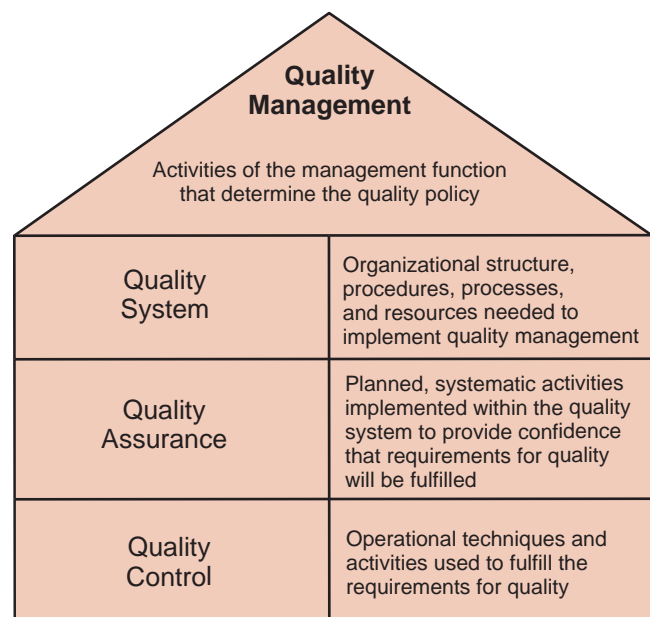 Quality
Management
Activities of the management function
that determine the quality policy
Quality
System
Organizational structure,
procedures, processes,
and resources needed to
implement quality management
Quality
Assurance
Planned, systematic activities
implemented within the quality
system to provide confidence
that requirements for quality
will be fulfilled
Quality
Control
Operational techniques and
activities used to fulfill the
requirements for quality